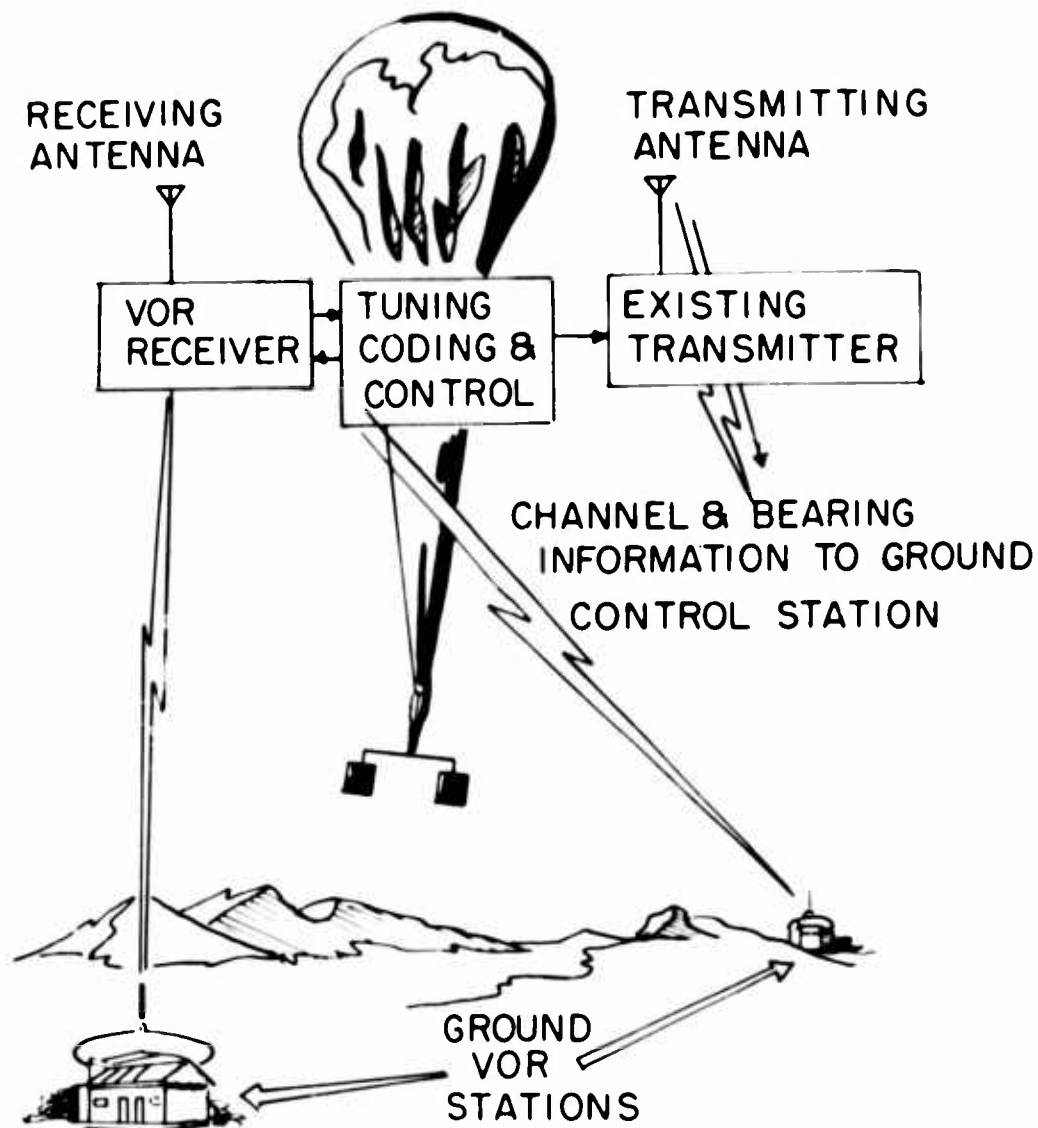 RECEIVING
ANTENNA
TRANSMITTING
ANTENNA
VOR
RECEIVER
TUNING
CODING &
CONTROL
EXISTING
TRANSMITTER
CHANNEL & BEARING
INFORMATION TO GROUND
CONTROL STATION
GROUND
VOR
STATIONS